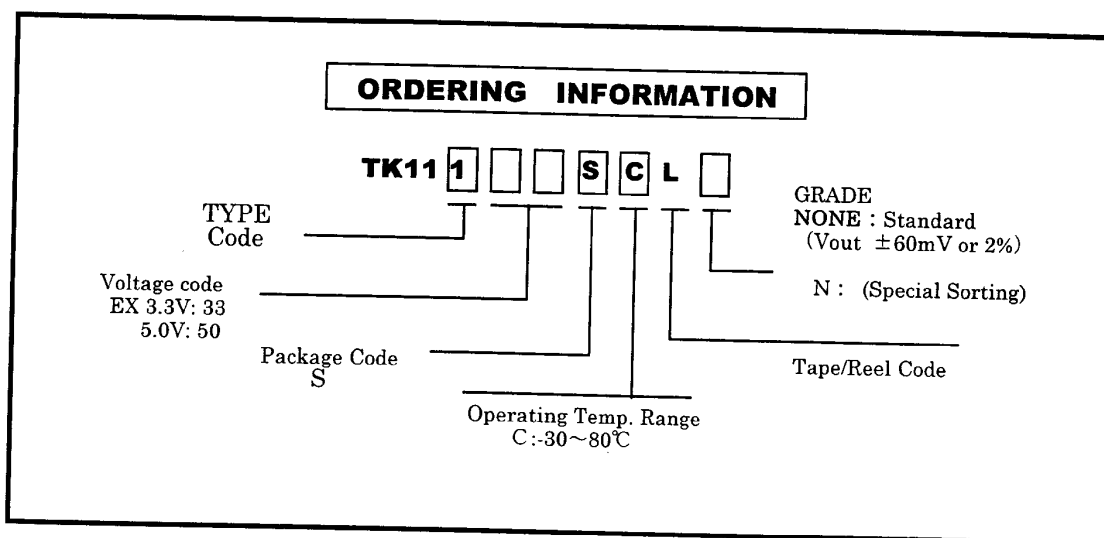 ORDERING INFORMATION
TK11 1 S C L
TYPE
Code
GRADE
NONE : Standard
(Vout ±60mV or 2%)
N : (Special Sorting)
Voltage code
EX 3.3V: 33
5.0V: 50
Package Code
S
Tape/Reel Code
Operating Temp. Range
C:-30～80℃